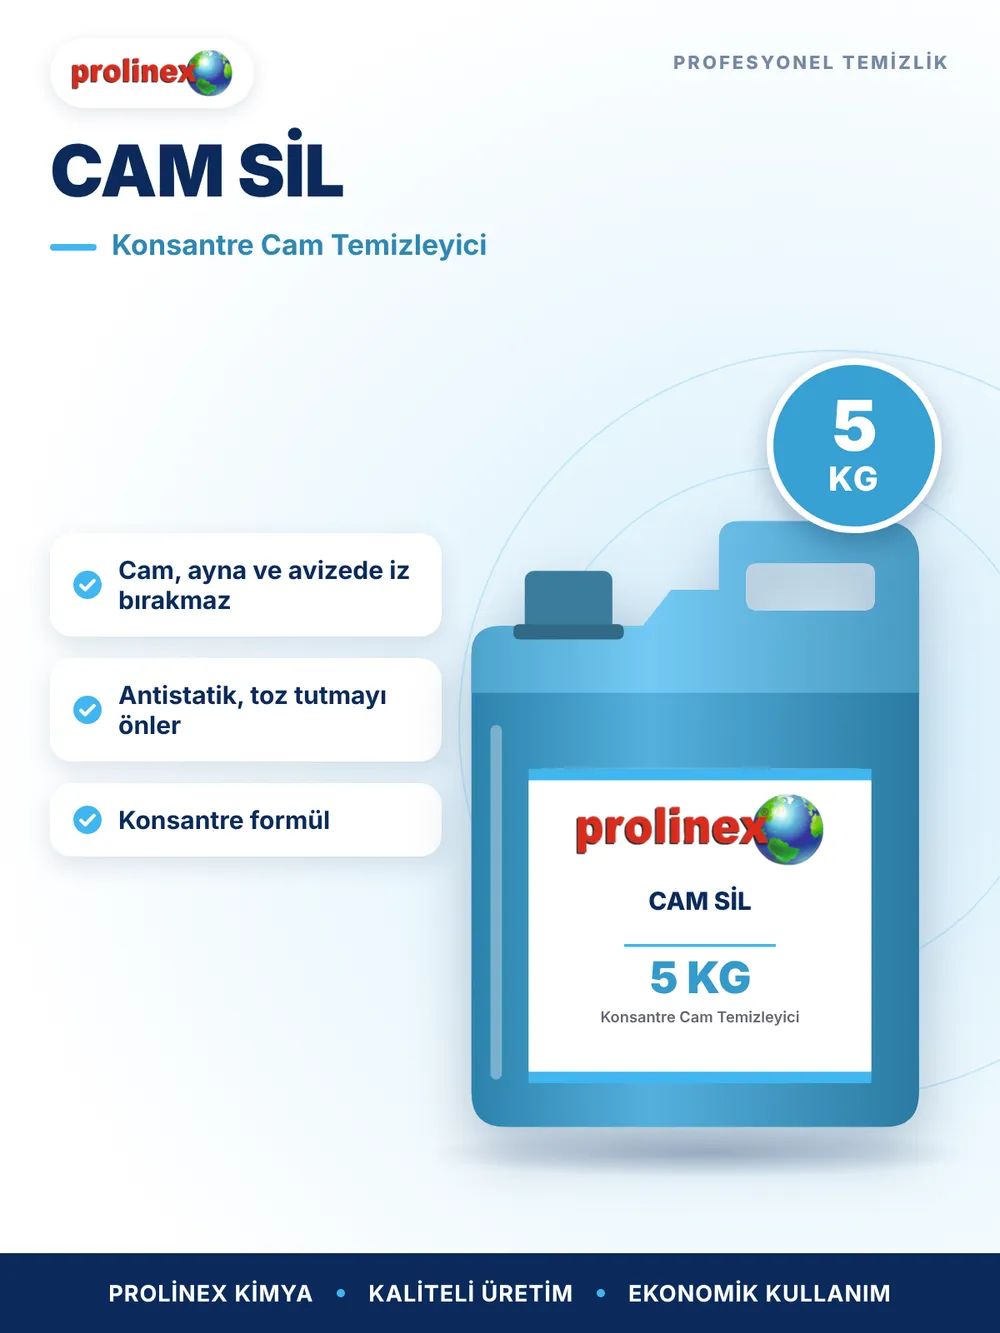 prolinex
PROFESYONEL TEMİZLİK
CAM SİL
Konsantre Cam Temizleyici
5
KG
Cam, ayna ve avizede iz
bırakmaz
Antistatik, toz tutmayı
önler
Konsantre formül
prolinex
CAM SİL
5 KG
Konsantre Cam Temizleyici
PROLİNEX KİMYA • KALİTELİ ÜRETİM • EKONOMİK KULLANIM